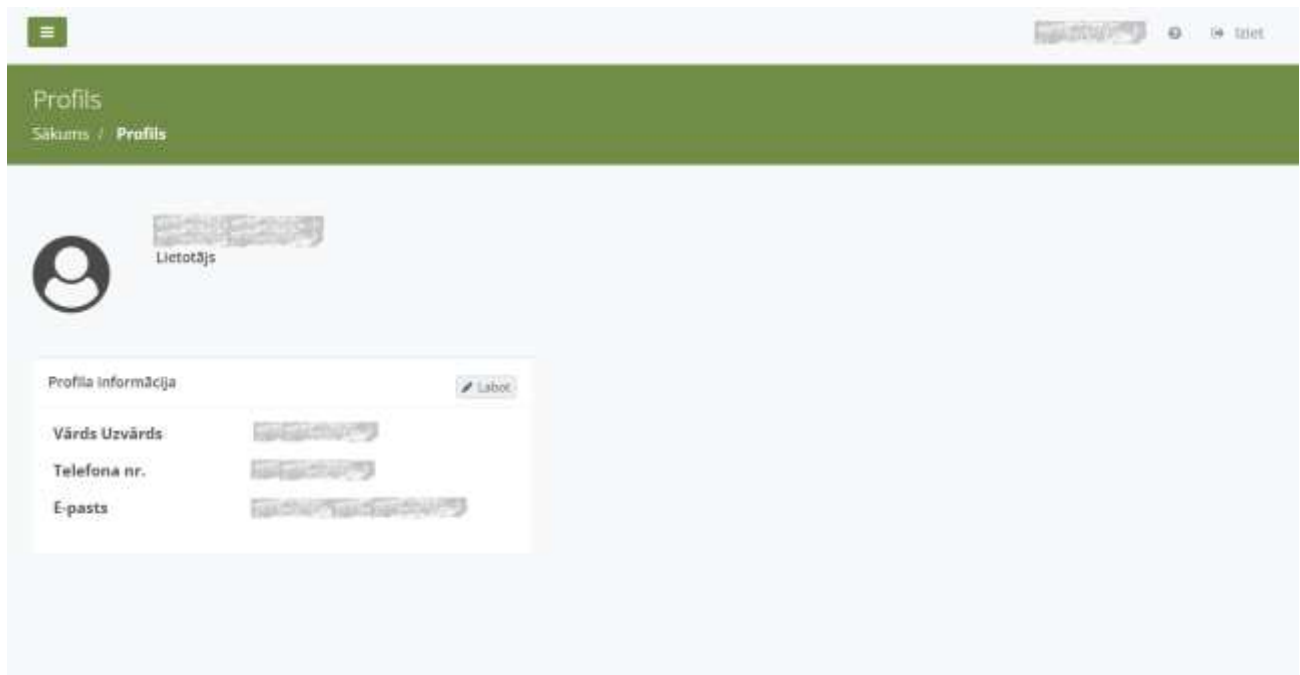 Iziet
Profils
Sākums / Profils
Lietotājs
Profila informācija
Labot
Vārds Uzvārds
Telefona nr.
E-pasts